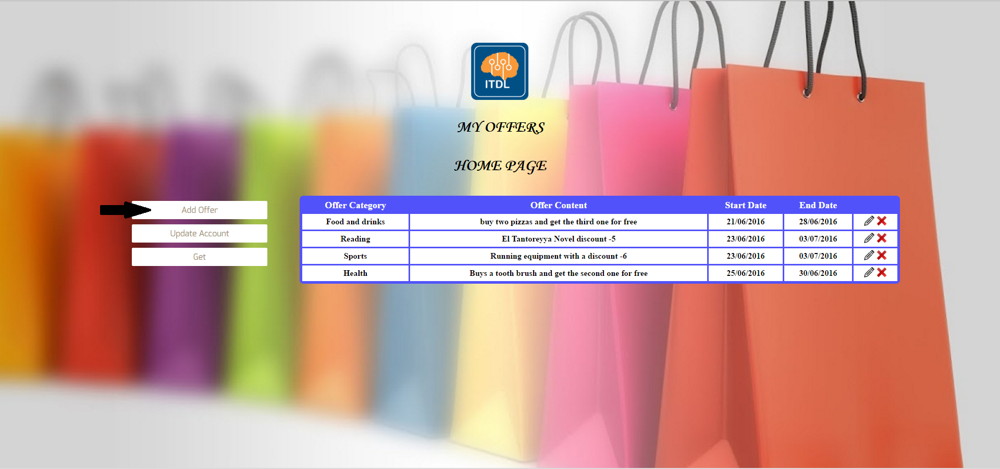 ITDL
MY OFFERS
HOME PAGE
Add Offer
Update Account
Get
Offer Category Offer Content Start Date End Date
Food and drinks buy two pizzas and get the third one for free 21/06/2016 28/06/2016
Reading El Tantoreyya Novel discount -5 23/06/2016 03/07/2016
Sports Running equipment with a discount -6 23/06/2016 03/07/2016
Health Buys a tooth brush and get the second one for free 25/06/2016 30/06/2016